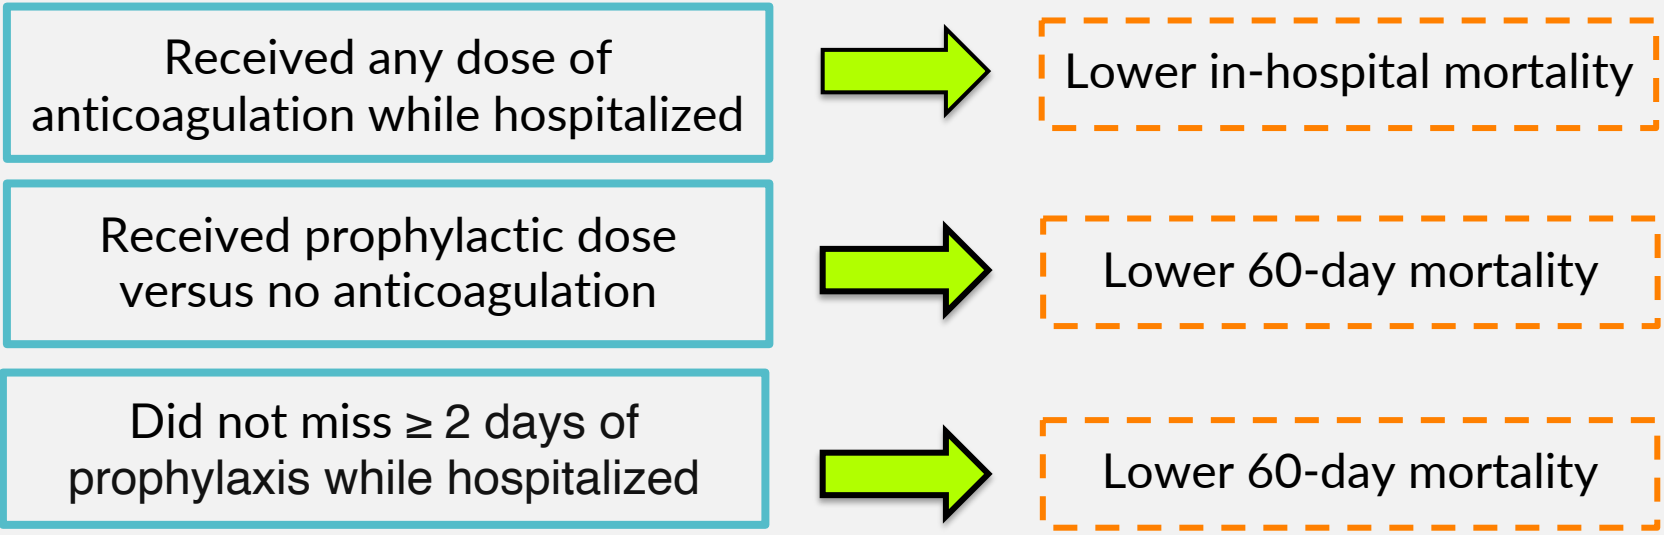 Received any dose of
anticoagulation while hospitalized
Lower in-hospital mortality
Received prophylactic dose
versus no anticoagulation
Lower 60-day mortality
Did not miss ≥ 2 days of
prophylaxis while hospitalized
Lower 60-day mortality